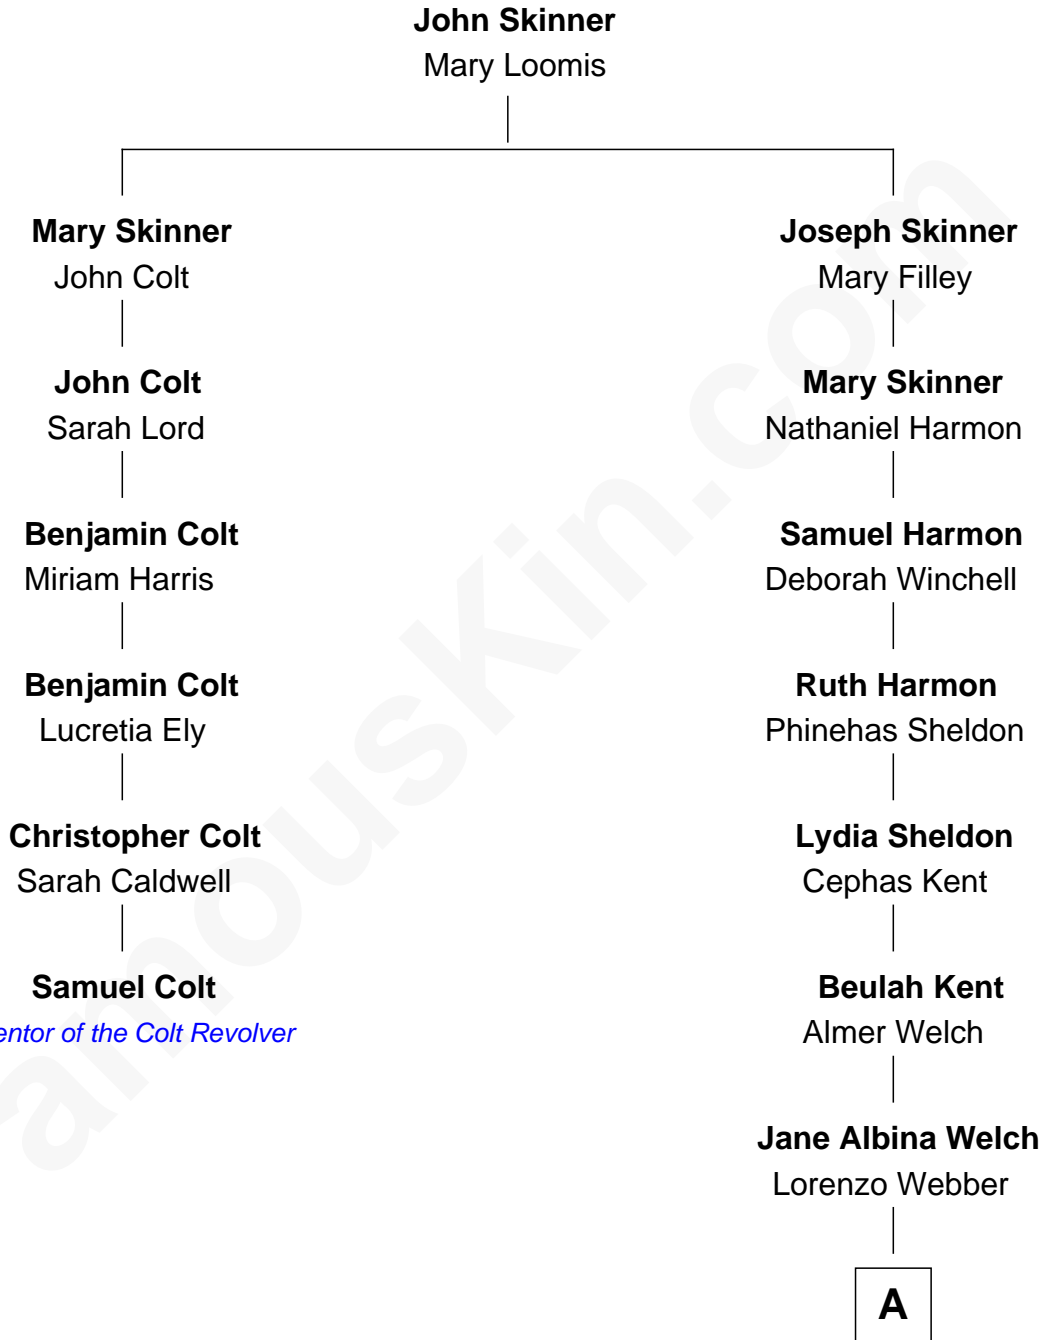 John Skinner
Mary Loomis
Mary Skinner
John Colt
Joseph Skinner
Mary Filley
John Colt
Sarah Lord
Mary Skinner
Nathaniel Harmon
Benjamin Colt
Miriam Harris
Samuel Harmon
Deborah Winchell
Benjamin Colt
Lucretia Ely
Ruth Harmon
Phinehas Sheldon
Christopher Colt
Sarah Caldwell
Lydia Sheldon
Cephas Kent
Samuel Colt
entor of the Colt Revolver
Beulah Kent
Almer Welch
Jane Albina Welch
Lorenzo Webber
A
amouskin.com